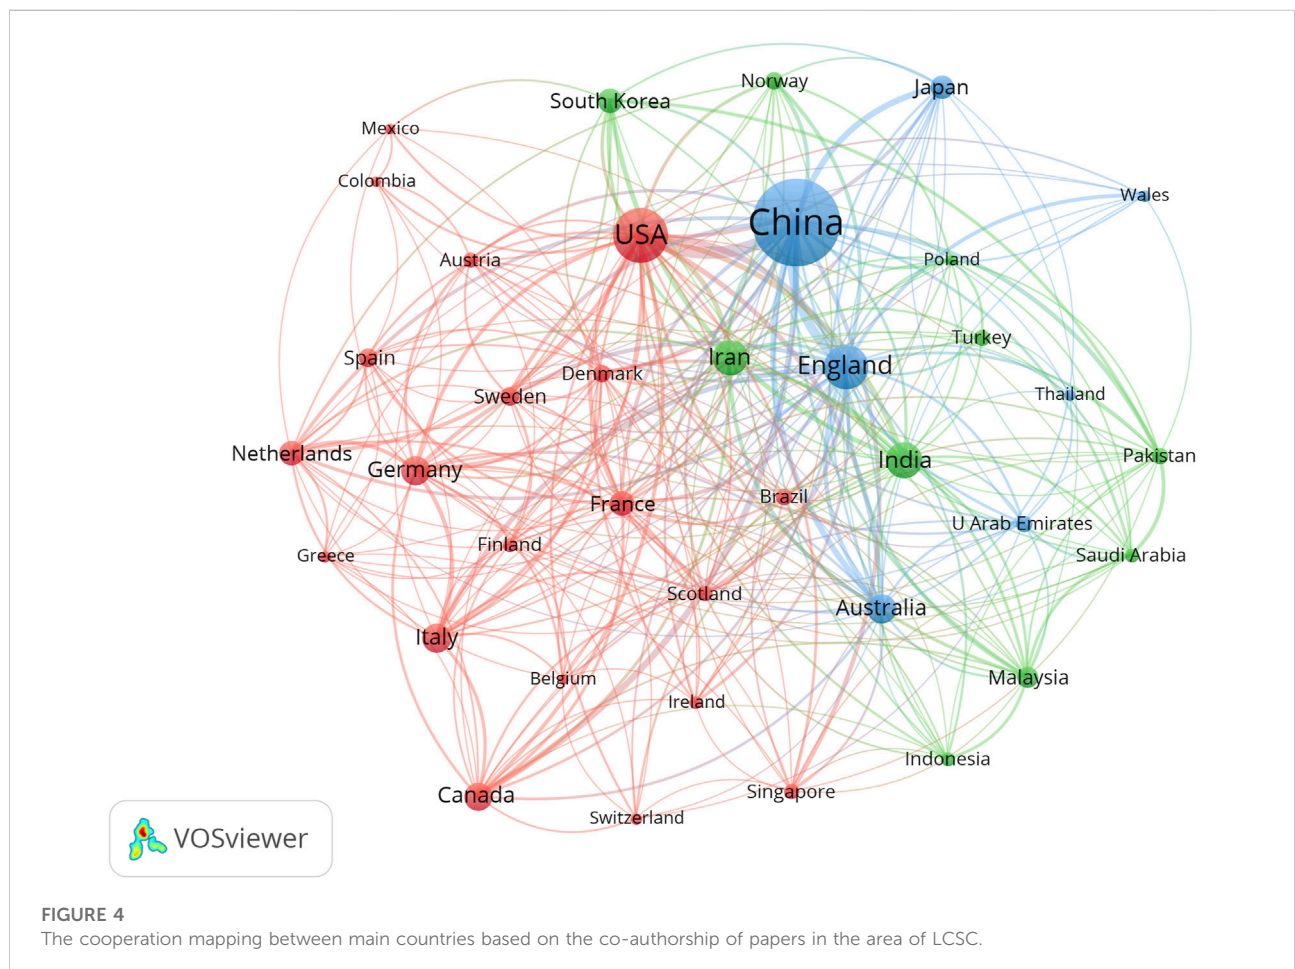 Norway
Japan
South Korea
Mexico
Colombia
Wales
China
USA
Austria
Poland
Turkey
Spain
Iran
England
Denmark
Sweden
Thailand
Netherlands
Germany
India
Pakistan
France
Brazil
U Arab Emirates
Finland
Greece
Saudi Arabia
Scotland
Australia
Italy
Belgium
Malaysia
Ireland
Indonesia
Canada
Singapore
Switzerland
VOSviewer
FIGURE 4
The cooperation mapping between main countries based on the co-authorship of papers in the area of LCSC.